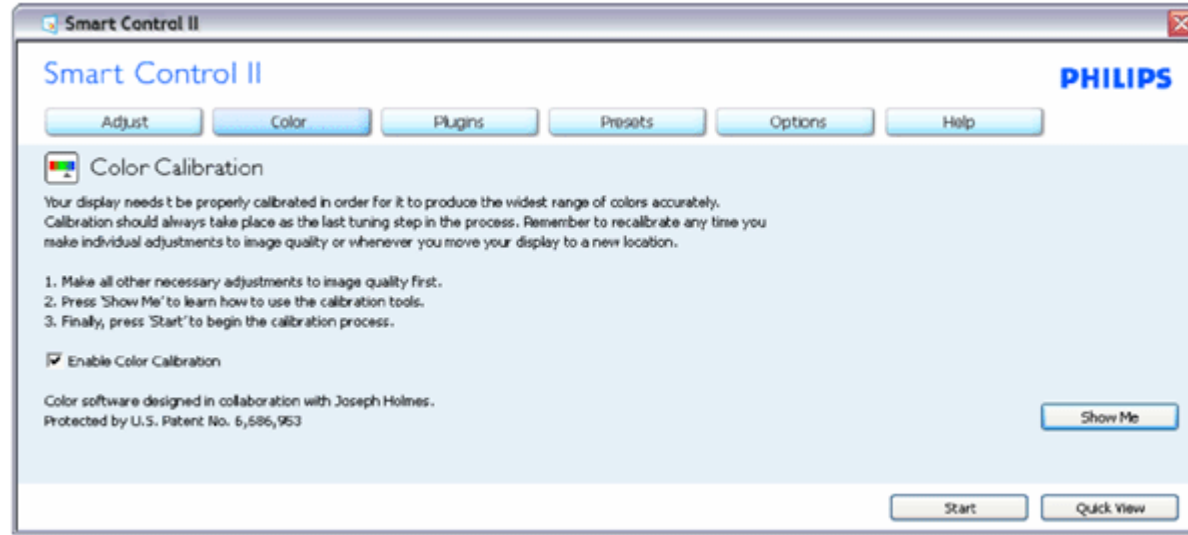 Smart Control II
Smart Control II
PHILIPS
Adjust
Color
Plugins
Presets
Options
Help
Color Calibration
Your display needs t be properly calibrated in order for it to produce the widest range of colors accurately.
Calibration should always take place as the last tuning step in the process. Remember to recalibrate any time you
make individual adjustments to image quality or whenever you move your display to a new location.
1. Make all other necessary adjustments to image quality first.
2. Press 'Show Me' to learn how to use the calibration tools.
3. Finally, press 'Start' to begin the calibration process.
Enable Color Calibration
Color software designed in collaboration with Joseph Holmes.
Protected by U.S. Patent No. 6,686,953
Show Me
Start
Quick View